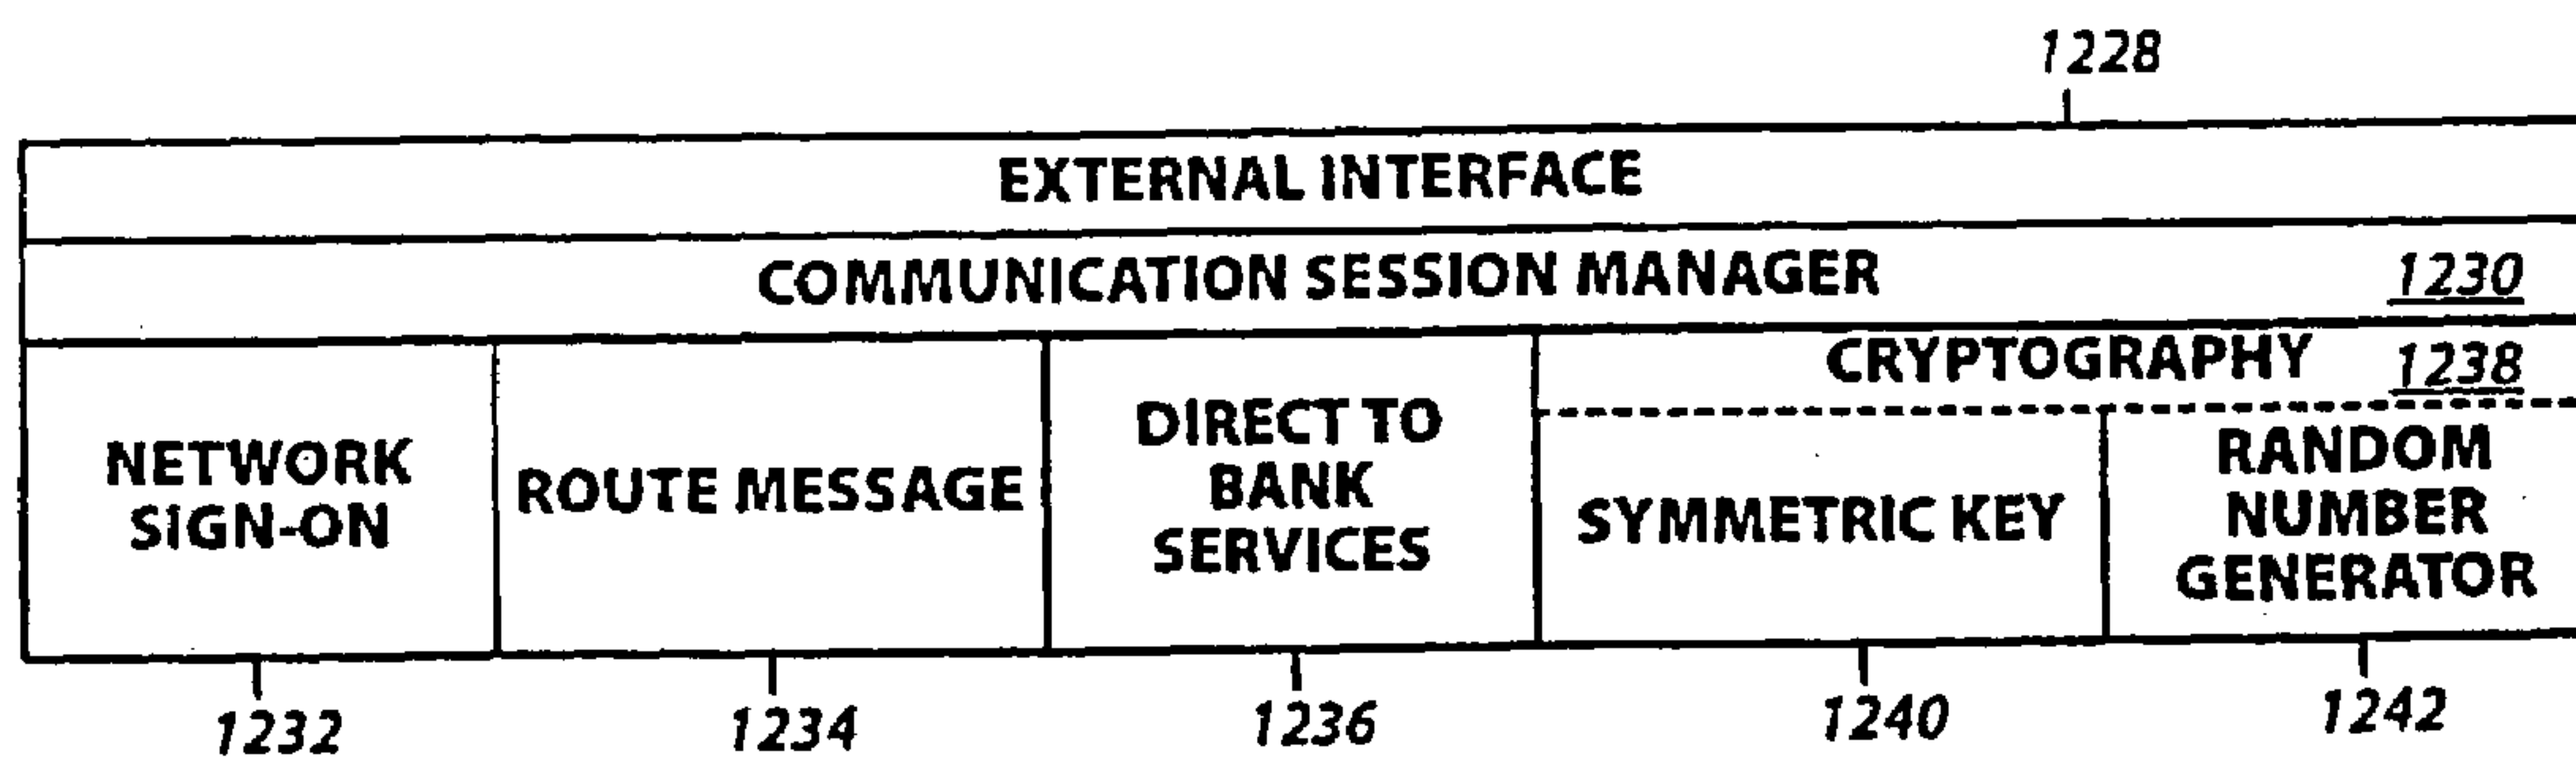 1228
EXTERNAL INTERFACE
COMMUNICATION SESSION MANAGER 1230
CRYPTOGRAPHY 1238
NETWORK
SIGN-ON
ROUTE MESSAGE
DIRECT TO
BANK
SERVICES
SYMMETRIC KEY
RANDOM
NUMBER
GENERATOR
1232
1234
1236
1240
1242